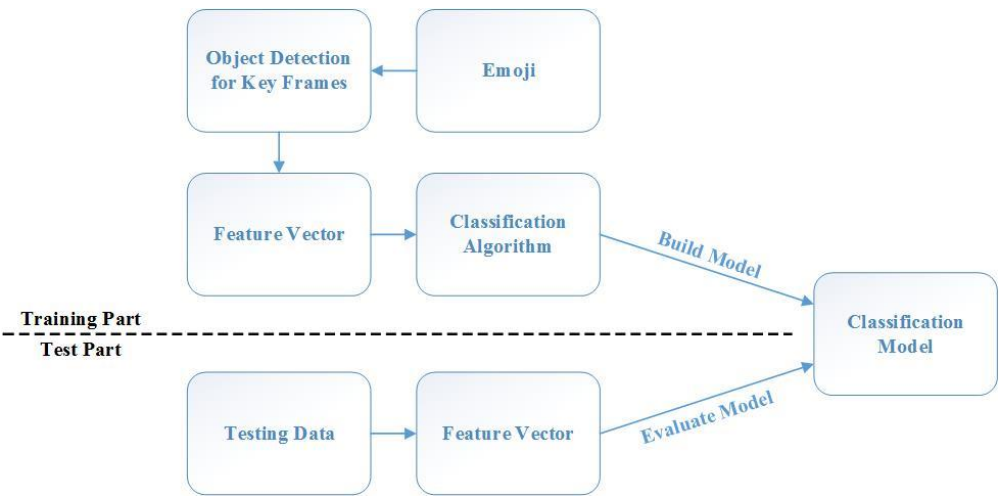 Object Detection
for Key Frames
Emoji
Feature Vector
Classification
Algorithm
Build Model
Training Part
Test Part
Classification
Model
Testing Data
Feature Vector
Evaluate Model